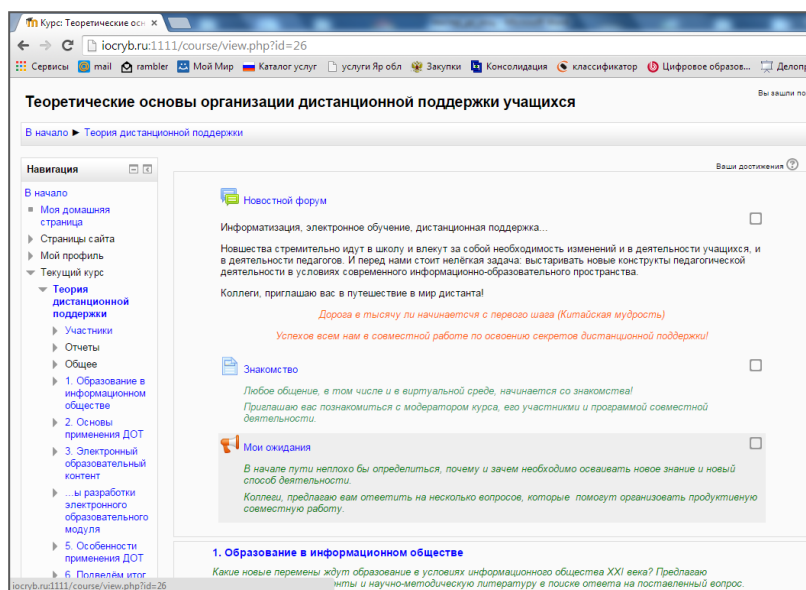 Курс: Теоретические осн
iocryb.ru:1111/course/view.php?id=26
Сервисы mail rambler Мой Мир Каталог услуг услуги Яр обл Закупки Консолидация классификатор Цифровое образов... Делопр
Теоретические основы организации дистанционной поддержки учащихся
Вы зашли по
В начало ► Теория дистанционной поддержки
Навигация
В начало
Моя домашняя
страница
Страницы сайта
Мой профиль
Текущий курс
Теория
дистанционной
поддержки
Участники
Отчеты
Общее
1. Образование в
информационном
обществе
2. Основы
применения ДОТ
3. Электронный
образовательный
контент
...ы разработки
электронного
образовательного
модуля
5. Особенности
применения ДОТ
6. Подведём итог
iocryb.ru:1111/course/view.php?id=26
Ваши достижения
Новостной форум
Информатизация, электронное обучение, дистанционная поддержка...
Новшества стремительно идут в школу и влекут за собой необходимость изменений и в деятельности учащихся, и
в деятельности педагогов. И перед нами стоит нелёгкая задача: выстаривать новые конструкты педагогической
деятельности в условиях современного информационно-образовательного пространства.
Коллеги, приглашаю вас в путешествие в мир дистанта!
Дорога в тысячу ли начинаетсчя с первого шага (Китайская мудрость)
Успехов всем нам в совместной работе по освоению секретов дистанционной поддержки!
Знакомство
Любое общение, в том числе и в виртуальной среде, начинается со знакомства!
Приглашаю вас познакомиться с модератором курса, его участникми и программой совместной
деятельности.
Мои ожидания
В начале пути неплохо бы определиться, почему и зачем необходимо осваивать новое знание и новый
способ деятельности.
Коллеги, предлагаю вам ответить на несколько вопросов, которые помогут организовать продуктивную
совместную работу.
1. Образование в информационном обществе
Какие новые перемены ждут образование в условиях информационного общества XXI века? Предлагаю
нты и научно-методическую литературу в поиске ответа на поставленный вопрос.